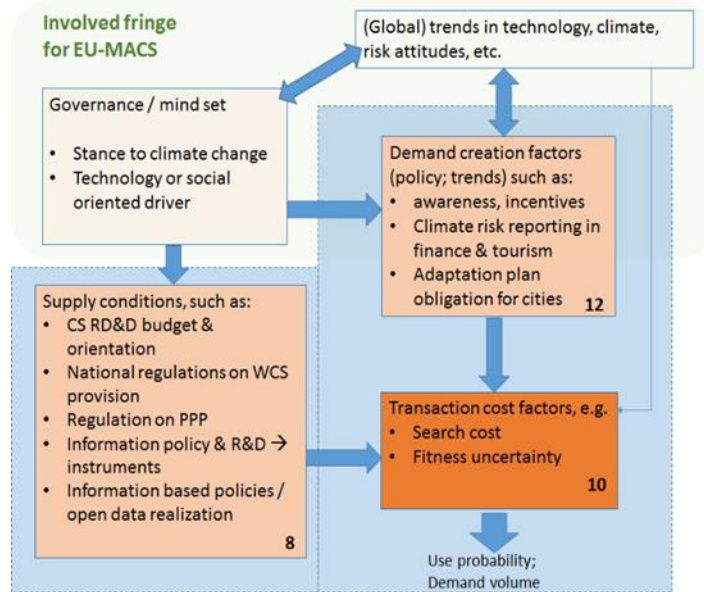 Involved fringe
for EU-MACS
(Global) trends in technology, climate,
risk attitudes, etc.
Governance / mind set
• Stance to climate change
• Technology or social
oriented driver
Demand creation factors
(policy; trends) such as:
• awareness, incentives
• Climate risk reporting in
finance & tourism
• Adaptation plan
obligation for cities
12
Supply conditions, such as:
• CS RD&D budget &
orientation
• National regulations on WCS
provision
• Regulation on PPP
• Information policy & R&D →
instruments
• Information based policies /
open data realization
8
Transaction cost factors, e.g.
• Search cost
• Fitness uncertainty
10
Use probability;
Demand volume